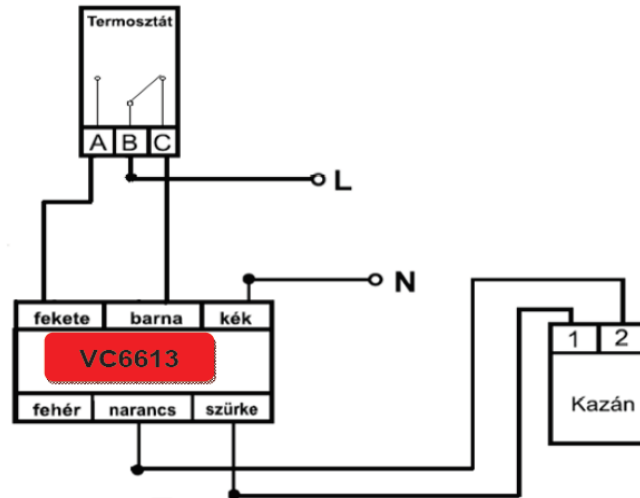 Termosztát
A B C
L
N
fekete barna kék
VC6613
fehér narancs szürke
1 2
Kazán